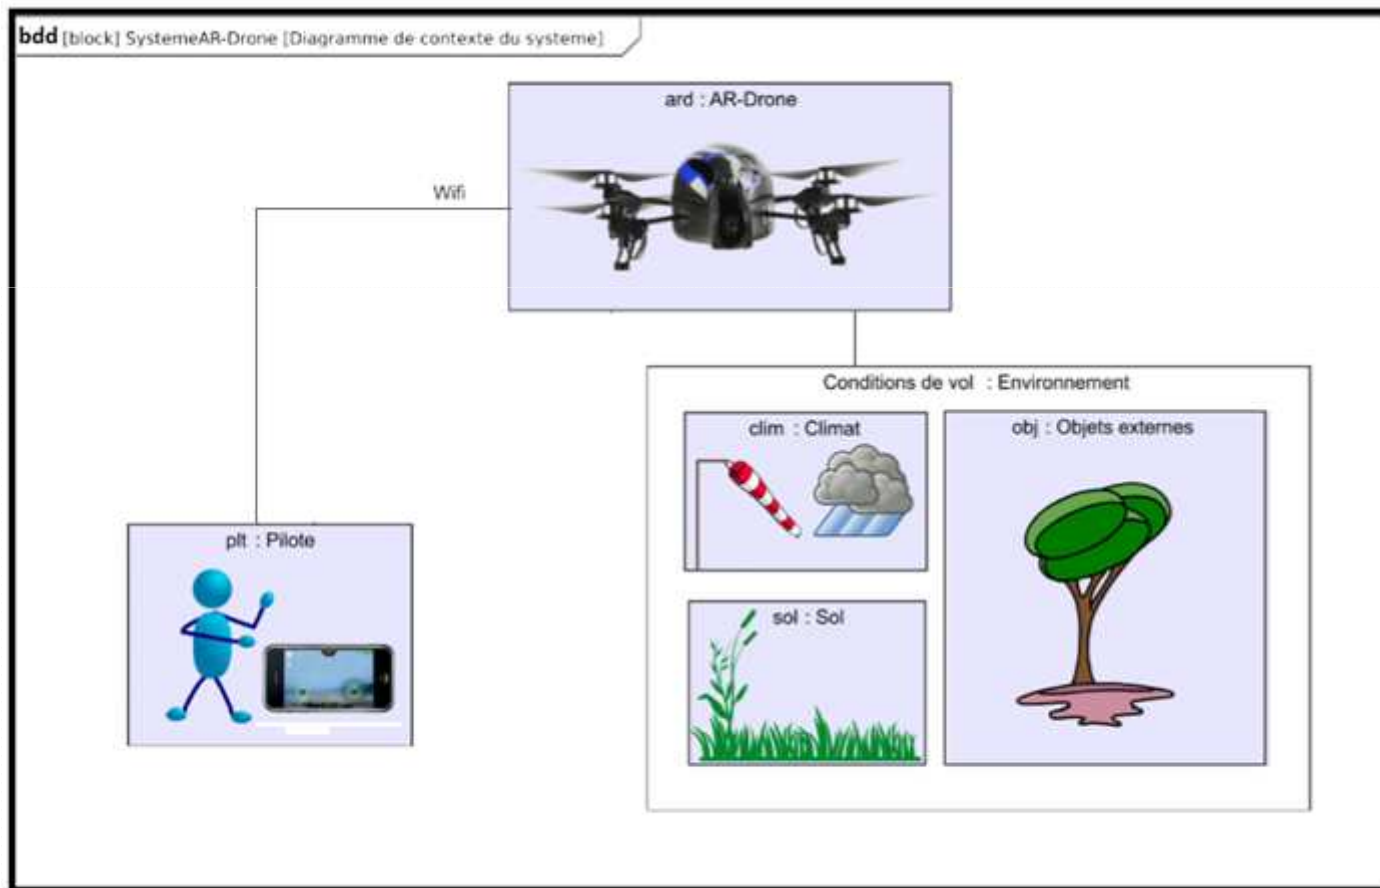 bdd [block] SystemeAR-Drone [Diagramme de contexte du systeme]
ard : AR-Drone
Wifi
Conditions de vol : Environnement
clim : Climat
obj : Objets externes
plt : Pilote
sol : Sol